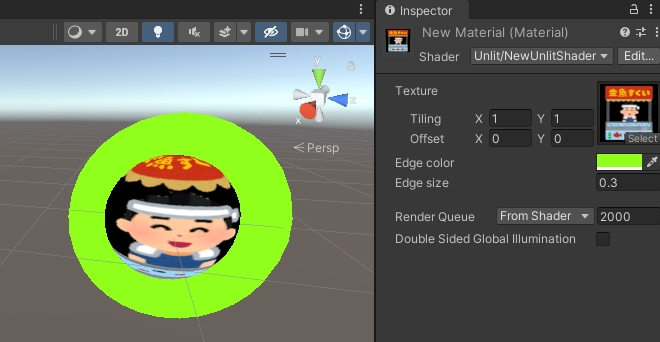 Inspector
2D
New Material (Material)
Shader
Unlit/NewUnlitShader
Edit...
y
z
x
Persp
Texture
金魚すくい
Tiling
X 1
Y 1
Offset
X 0
Y 0
Select
Edge color
Edge size
0.3
Render Queue
From Shader
2000
Double Sided Global Illumination